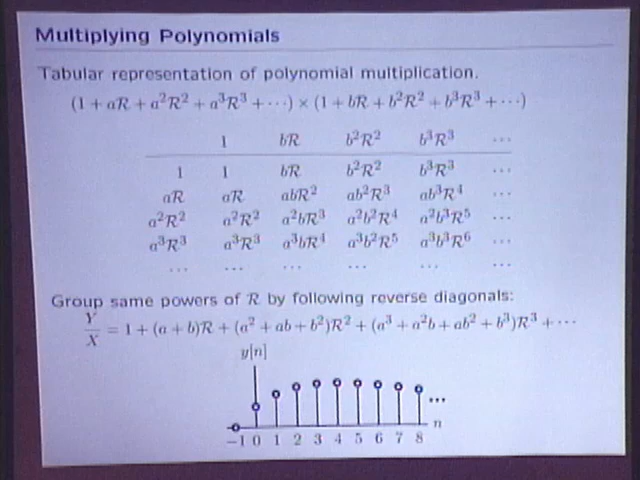 Multiplying Polynomials
Tabular representation of polynomial multiplication.
(1 + aR + a²R² + a³R³ + ⋯) × (1 + bR + b²R² + b³R³ + ⋯)
1 bR b²R² b³R³ ⋯
1 1 bR b²R² b³R³ ⋯
aR aR abR² ab²R³ ab³R⁴ ⋯
a²R² a²R² a²bR³ a²b²R⁴ a²b³R⁵ ⋯
a³R³ a³R³ a³bR⁴ a³b²R⁵ a³b³R⁶ ⋯
⋯ ⋯ ⋯ ⋯ ⋯ ⋯
Group same powers of R by following reverse diagonals:
Y/X = 1 + (a + b)R + (a² + ab + b²)R² + (a³ + a²b + ab² + b³)R³ + ⋯
y[n]
⋯
n
−1 0 1 2 3 4 5 6 7 8